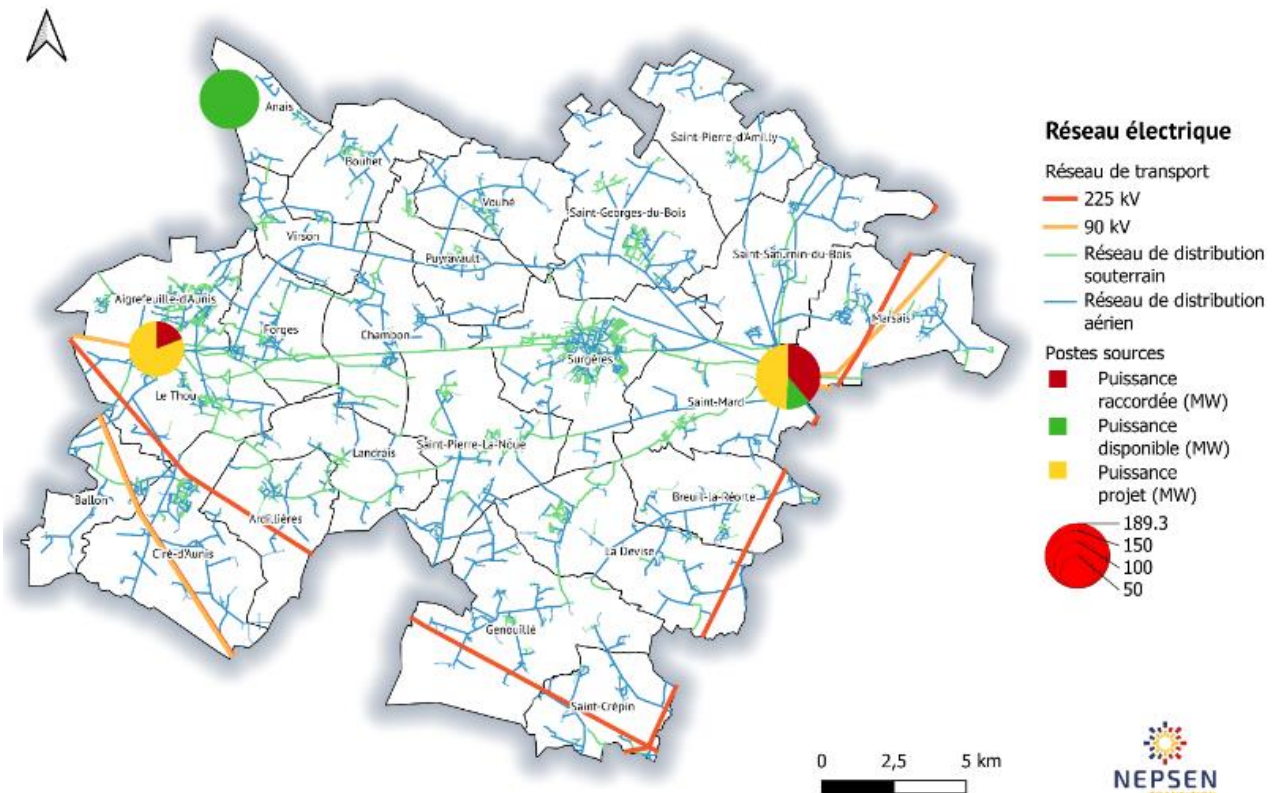 Anais
Bouhet
Saint-Pierre-d'Amilly
Vouhé
Saint-Georges-du-Bois
Virson
Puyravault
Saint-Saturnin-du-Bois
Aigrefeuille-d'Aunis
Forges
Chambon
Marsais
Surgères
Le Thou
Saint-Mard
Landrais
Saint-Pierre-La-Noue
Ballon
Ardillières
Breuil-la-Réorte
Ciré-d'Aunis
La Devise
Genouillé
Saint-Crépin
Réseau électrique
Réseau de transport
225 kV
90 kV
Réseau de distribution
souterrain
Réseau de distribution
aérien
Postes sources
Puissance
raccordée (MW)
Puissance
disponible (MW)
Puissance
projet (MW)
189.3
150
100
50
0 2,5 5 km
NEPSEN